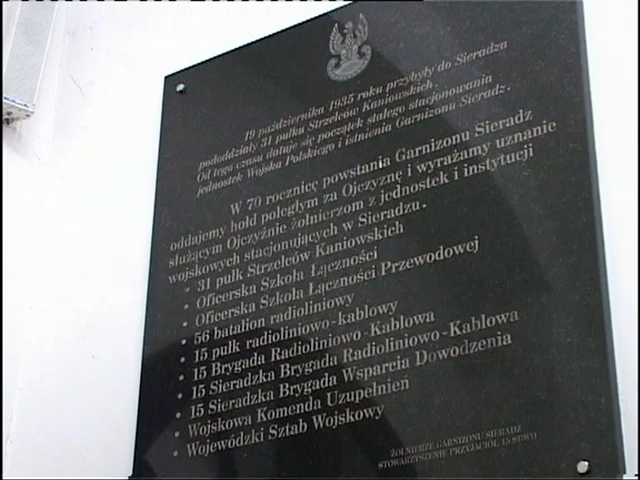 19 października 1935 roku przybyły do Sieradza
pododdziały 31 pułku Strzelców Kaniowskich.
Od tego czasu datuje się początek stałego stacjonowania
jednostek Wojska Polskiego i istnienia Garnizonu Sieradz.
W 70 rocznicę powstania Garnizonu Sieradz
oddajemy hołd poległym za Ojczyznę i wyrażamy uznanie
służącym Ojczyźnie żołnierzom z jednostek i instytucji
wojskowych stacjonujących w Sieradzu.
• 31 pułk Strzelców Kaniowskich
• Oficerska Szkoła Łączności
• Oficerska Szkoła Łączności Przewodowej
• 56 batalion radioliniowy
• 15 pułk radioliniowo-kablowy
• 15 Brygada Radioliniowo-Kablowa
• 15 Sieradzka Brygada Radioliniowo-Kablowa
• 15 Sieradzka Brygada Wsparcia Dowodzenia
• Wojskowa Komenda Uzupełnień
• Wojewódzki Sztab Wojskowy
ŻOŁNIERZE GARNIZONU SIERADZ
STOWARZYSZENIE PRZYJACIÓŁ 15 SBWD